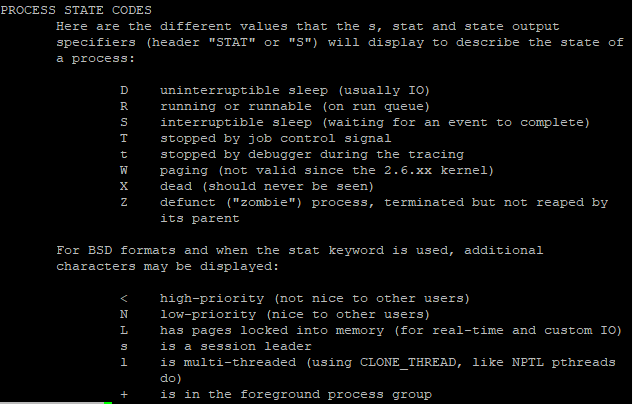 PROCESS STATE CODES
Here are the different values that the s, stat and state output
specifiers (header "STAT" or "S") will display to describe the state of
a process:
D uninterruptible sleep (usually IO)
R running or runnable (on run queue)
S interruptible sleep (waiting for an event to complete)
T stopped by job control signal
t stopped by debugger during the tracing
W paging (not valid since the 2.6.xx kernel)
X dead (should never be seen)
Z defunct ("zombie") process, terminated but not reaped by
its parent
For BSD formats and when the stat keyword is used, additional
characters may be displayed:
< high-priority (not nice to other users)
N low-priority (nice to other users)
L has pages locked into memory (for real-time and custom IO)
s is a session leader
l is multi-threaded (using CLONE_THREAD, like NPTL pthreads
do)
+ is in the foreground process group